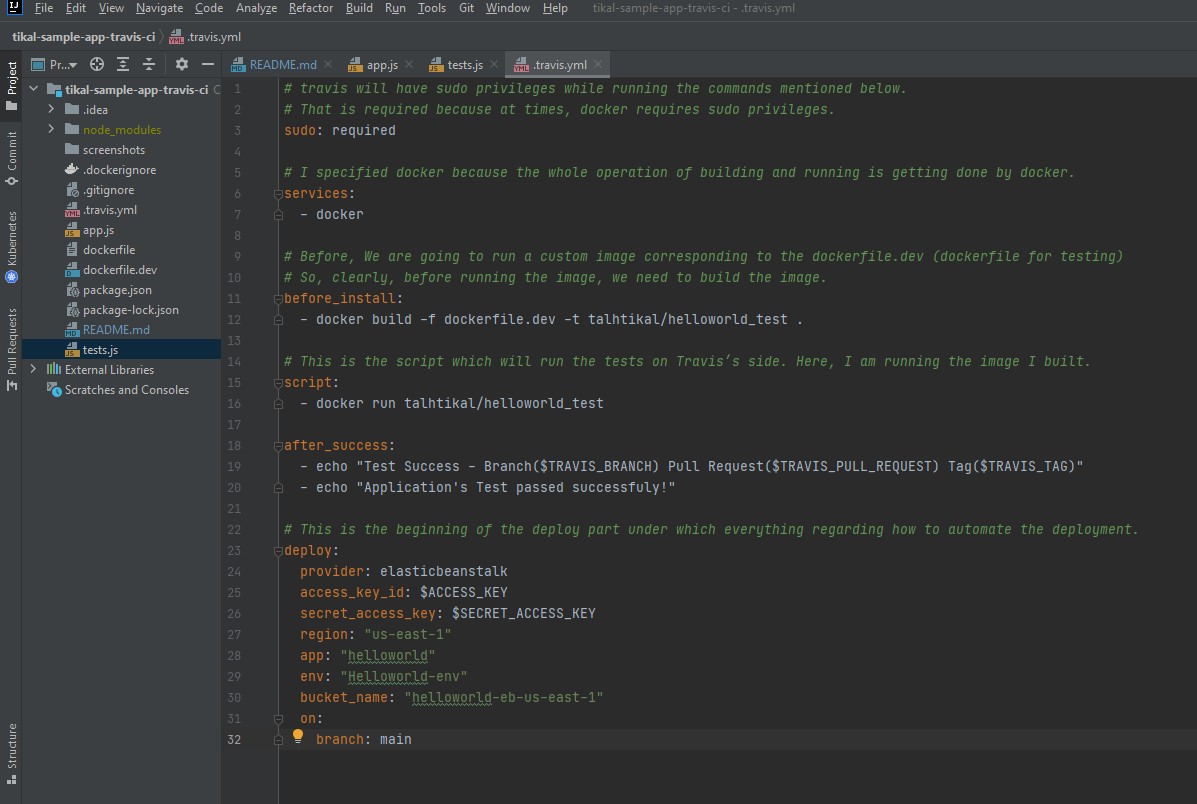 File Edit View Navigate Code Analyze Refactor Build Run Tools Git Window Help tikal-sample-app-travis-ci - .travis.yml
tikal-sample-app-travis-ci .travis.yml
Pr... README.md app.js tests.js .travis.yml
Project
Commit
Kubernetes
Pull Requests
Structure
tikal-sample-app-travis-ci
.idea
node_modules
screenshots
.dockerignore
.gitignore
.travis.yml
app.js
dockerfile
dockerfile.dev
package.json
package-lock.json
README.md
tests.js
External Libraries
Scratches and Consoles
1 # travis will have sudo privileges while running the commands mentioned below.
2 # That is required because at times, docker requires sudo privileges.
3 sudo: required
4
5 # I specified docker because the whole operation of building and running is getting done by docker.
6 services:
7 - docker
8
9 # Before, We are going to run a custom image corresponding to the dockerfile.dev (dockerfile for testing)
10 # So, clearly, before running the image, we need to build the image.
11 before_install:
12 - docker build -f dockerfile.dev -t talhtikal/helloworld_test .
13
14 # This is the script which will run the tests on Travis’s side. Here, I am running the image I built.
15 script:
16 - docker run talhtikal/helloworld_test
17
18 after_success:
19 - echo "Test Success - Branch($TRAVIS_BRANCH) Pull Request($TRAVIS_PULL_REQUEST) Tag($TRAVIS_TAG)"
20 - echo "Application's Test passed successfuly!"
21
22 # This is the beginning of the deploy part under which everything regarding how to automate the deployment.
23 deploy:
24 provider: elasticbeanstalk
25 access_key_id: $ACCESS_KEY
26 secret_access_key: $SECRET_ACCESS_KEY
27 region: "us-east-1"
28 app: "helloworld"
29 env: "Helloworld-env"
30 bucket_name: "helloworld-eb-us-east-1"
31 on:
32 branch: main